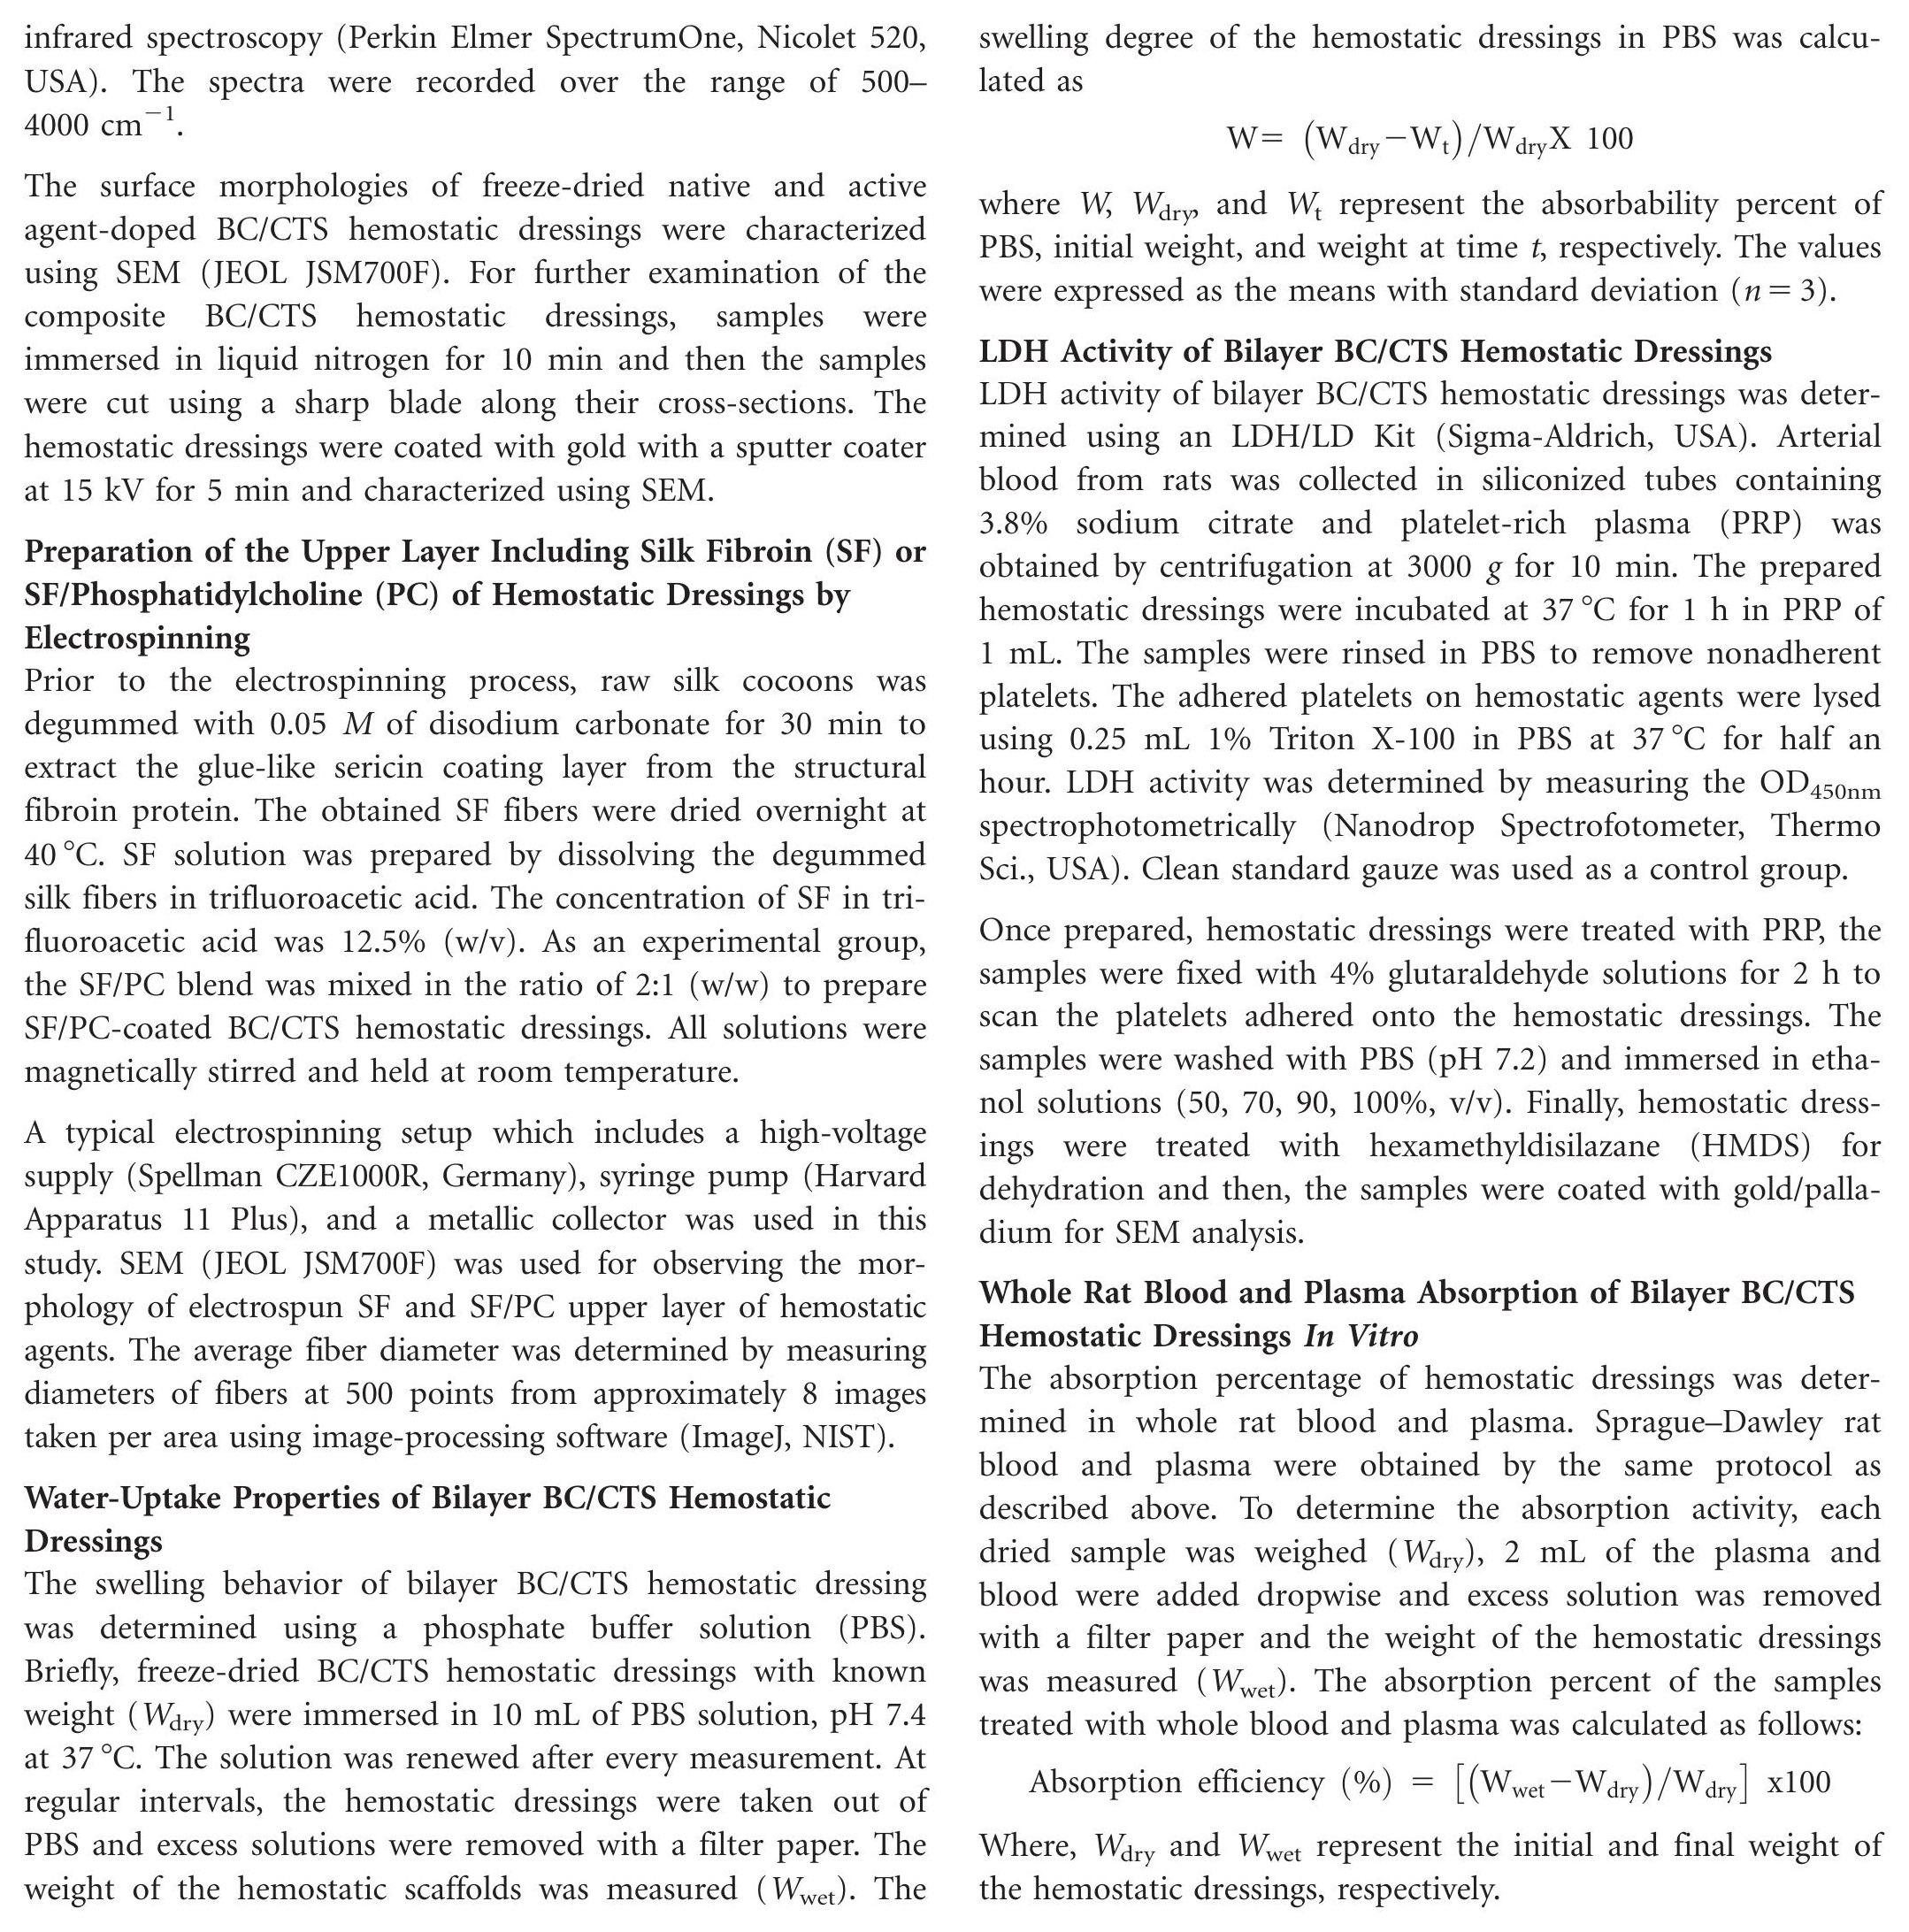 infrared spectroscopy (Perkin Elmer SpectrumOne, Nicolet 520,
USA). The spectra were recorded over the range of 500–
4000 cm−1.
The surface morphologies of freeze-dried native and active
agent-doped BC/CTS hemostatic dressings were characterized
using SEM (JEOL JSM700F). For further examination of the
composite BC/CTS hemostatic dressings, samples were
immersed in liquid nitrogen for 10 min and then the samples
were cut using a sharp blade along their cross-sections. The
hemostatic dressings were coated with gold with a sputter coater
at 15 kV for 5 min and characterized using SEM.
Preparation of the Upper Layer Including Silk Fibroin (SF) or
SF/Phosphatidylcholine (PC) of Hemostatic Dressings by
Electrospinning
Prior to the electrospinning process, raw silk cocoons was
degummed with 0.05 M of disodium carbonate for 30 min to
extract the glue-like sericin coating layer from the structural
fibroin protein. The obtained SF fibers were dried overnight at
40 °C. SF solution was prepared by dissolving the degummed
silk fibers in trifluoroacetic acid. The concentration of SF in tri-
fluoroacetic acid was 12.5% (w/v). As an experimental group,
the SF/PC blend was mixed in the ratio of 2:1 (w/w) to prepare
SF/PC-coated BC/CTS hemostatic dressings. All solutions were
magnetically stirred and held at room temperature.
A typical electrospinning setup which includes a high-voltage
supply (Spellman CZE1000R, Germany), syringe pump (Harvard
Apparatus 11 Plus), and a metallic collector was used in this
study. SEM (JEOL JSM700F) was used for observing the mor-
phology of electrospun SF and SF/PC upper layer of hemostatic
agents. The average fiber diameter was determined by measuring
diameters of fibers at 500 points from approximately 8 images
taken per area using image-processing software (ImageJ, NIST).
Water-Uptake Properties of Bilayer BC/CTS Hemostatic
Dressings
The swelling behavior of bilayer BC/CTS hemostatic dressing
was determined using a phosphate buffer solution (PBS).
Briefly, freeze-dried BC/CTS hemostatic dressings with known
weight (Wdry) were immersed in 10 mL of PBS solution, pH 7.4
at 37 °C. The solution was renewed after every measurement. At
regular intervals, the hemostatic dressings were taken out of
PBS and excess solutions were removed with a filter paper. The
weight of the hemostatic scaffolds was measured (Wwet). The
swelling degree of the hemostatic dressings in PBS was calcu-
lated as
W= (Wdry−Wt)/WdryX 100
where W, Wdry, and Wt represent the absorbability percent of
PBS, initial weight, and weight at time t, respectively. The values
were expressed as the means with standard deviation (n = 3).
LDH Activity of Bilayer BC/CTS Hemostatic Dressings
LDH activity of bilayer BC/CTS hemostatic dressings was deter-
mined using an LDH/LD Kit (Sigma-Aldrich, USA). Arterial
blood from rats was collected in siliconized tubes containing
3.8% sodium citrate and platelet-rich plasma (PRP) was
obtained by centrifugation at 3000 g for 10 min. The prepared
hemostatic dressings were incubated at 37 °C for 1 h in PRP of
1 mL. The samples were rinsed in PBS to remove nonadherent
platelets. The adhered platelets on hemostatic agents were lysed
using 0.25 mL 1% Triton X-100 in PBS at 37 °C for half an
hour. LDH activity was determined by measuring the OD450nm
spectrophotometrically (Nanodrop Spectrofotometer, Thermo
Sci., USA). Clean standard gauze was used as a control group.
Once prepared, hemostatic dressings were treated with PRP, the
samples were fixed with 4% glutaraldehyde solutions for 2 h to
scan the platelets adhered onto the hemostatic dressings. The
samples were washed with PBS (pH 7.2) and immersed in etha-
nol solutions (50, 70, 90, 100%, v/v). Finally, hemostatic dress-
ings were treated with hexamethyldisilazane (HMDS) for
dehydration and then, the samples were coated with gold/palla-
dium for SEM analysis.
Whole Rat Blood and Plasma Absorption of Bilayer BC/CTS
Hemostatic Dressings In Vitro
The absorption percentage of hemostatic dressings was deter-
mined in whole rat blood and plasma. Sprague–Dawley rat
blood and plasma were obtained by the same protocol as
described above. To determine the absorption activity, each
dried sample was weighed (Wdry), 2 mL of the plasma and
blood were added dropwise and excess solution was removed
with a filter paper and the weight of the hemostatic dressings
was measured (Wwet). The absorption percent of the samples
treated with whole blood and plasma was calculated as follows:
Absorption efficiency (%) = [(Wwet−Wdry)/Wdry] x100
Where, Wdry and Wwet represent the initial and final weight of
the hemostatic dressings, respectively.